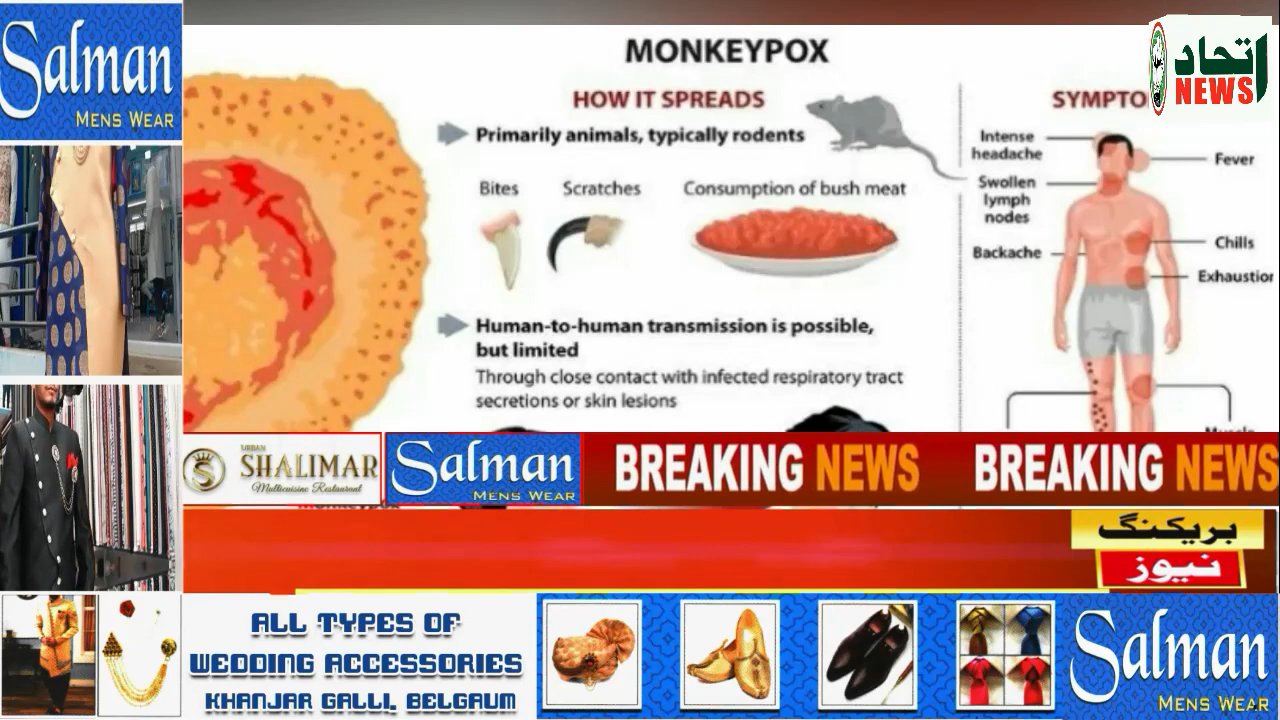 Salman
MENS WEAR
MONKEYPOX
HOW IT SPREADS
Primarily animals, typically rodents
Bites
Scratches
Consumption of bush meat
Human-to-human transmission is possible,
but limited
Through close contact with infected respiratory tract
secretions or skin lesions
SYMPTO
اتحاد
NEWS
Intense
headache
Fever
Swollen
lymph
nodes
Chills
Backache
Exhaustion
URBAN
SHALIMAR
Multicuisine Restaurant
Salman
MENS WEAR
BREAKING NEWS
BREAKING NEWS
بریکنگ
نیوز
ALL TYPES OF
WEDDING ACCESSORIES
KHANJAR GALLI, BELGAUM
Salman
MENS WEAR